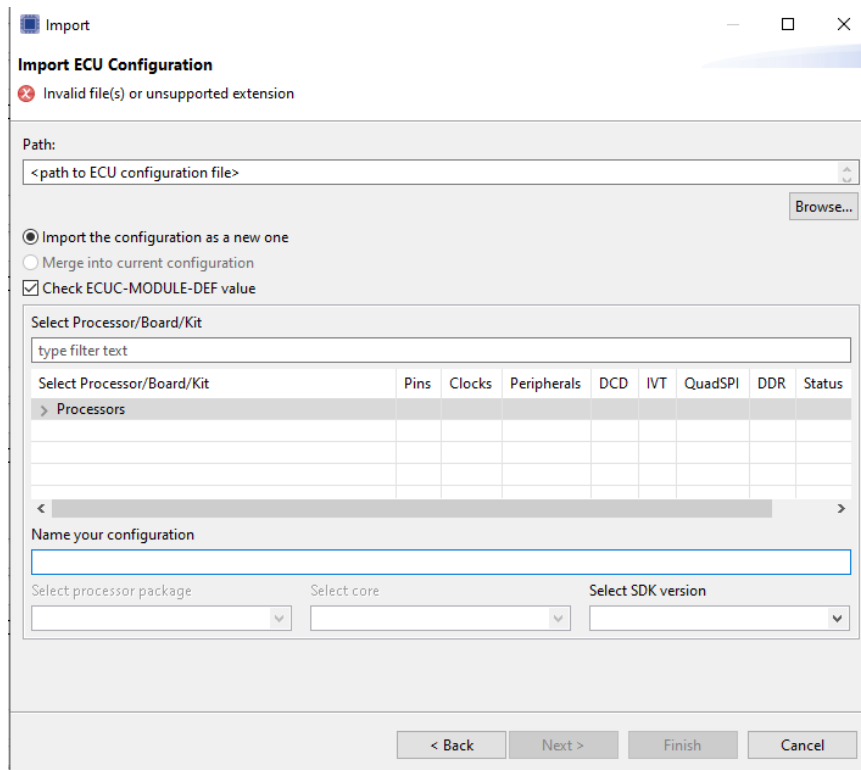 Import
Import ECU Configuration
Invalid file(s) or unsupported extension
Path:
<path to ECU configuration file>
Browse...
Import the configuration as a new one
Merge into current configuration
Check ECUC-MODULE-DEF value
Select Processor/Board/Kit
type filter text
Select Processor/Board/Kit Pins Clocks Peripherals DCD IVT QuadSPI DDR Status
Processors
Name your configuration
Select processor package Select core Select SDK version
< Back Next > Finish Cancel